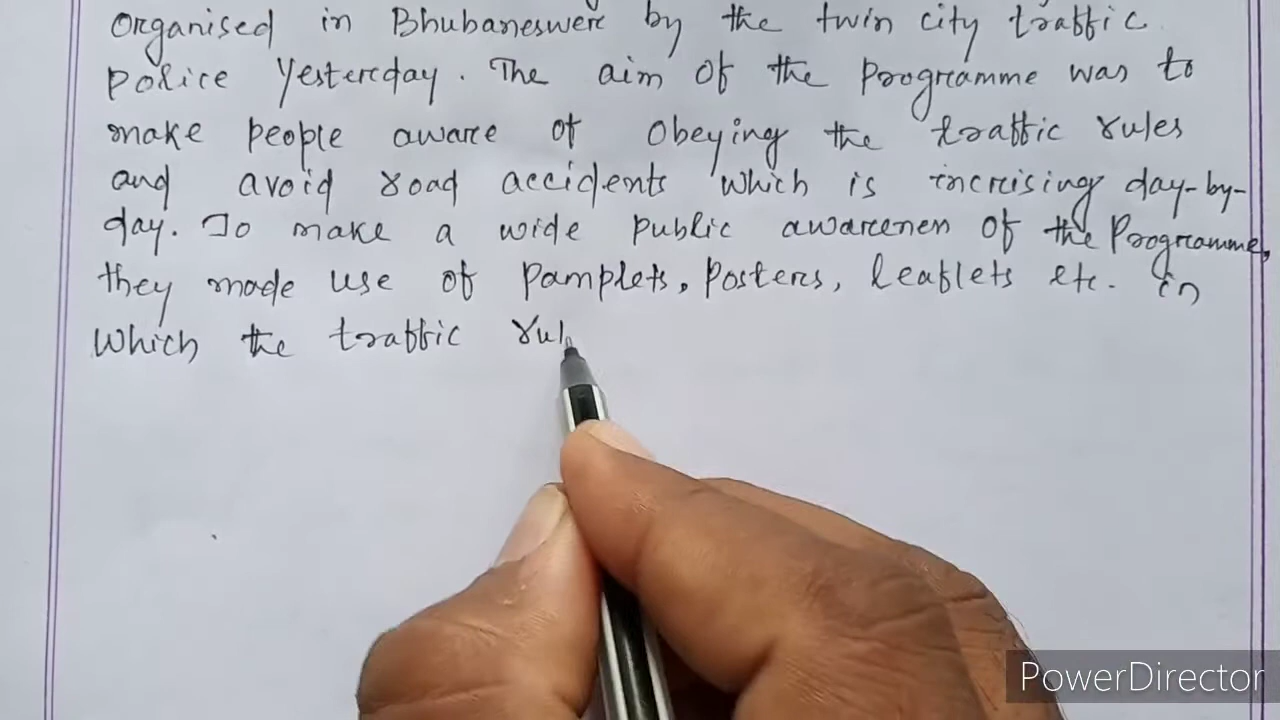 Organised in Bhubaneswer by the twin city traffic
police Yesterday. The aim of the programme was to
make people aware of obeying the traffic rules
and avoid road accidents which is increising day-by-
day. To make a wide public awarenen of the Programme,
they made use of pamplets, posters, leaflets etc. in
which the traffic rul
PowerDirector